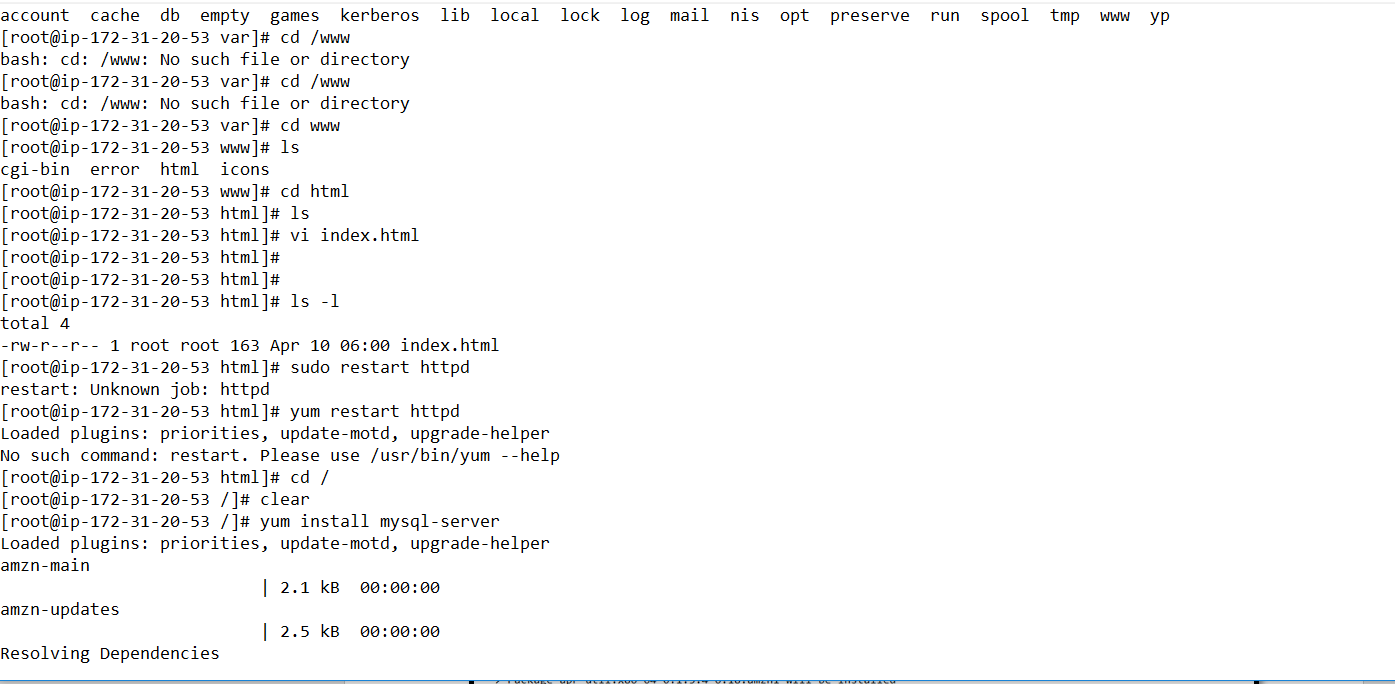 account  cache  db  empty  games  kerberos  lib  local  lock  log  mail  nis  opt  preserve  run  spool  tmp  www  yp
[root@ip-172-31-20-53 var]# cd /www
bash: cd: /www: No such file or directory
[root@ip-172-31-20-53 var]# cd /www
bash: cd: /www: No such file or directory
[root@ip-172-31-20-53 var]# cd www
[root@ip-172-31-20-53 www]# ls
cgi-bin  error  html  icons
[root@ip-172-31-20-53 www]# cd html
[root@ip-172-31-20-53 html]# ls
[root@ip-172-31-20-53 html]# vi index.html
[root@ip-172-31-20-53 html]#
[root@ip-172-31-20-53 html]#
[root@ip-172-31-20-53 html]# ls -l
total 4
-rw-r--r-- 1 root root 163 Apr 10 06:00 index.html
[root@ip-172-31-20-53 html]# sudo restart httpd
restart: Unknown job: httpd
[root@ip-172-31-20-53 html]# yum restart httpd
Loaded plugins: priorities, update-motd, upgrade-helper
No such command: restart. Please use /usr/bin/yum --help
[root@ip-172-31-20-53 html]# cd /
[root@ip-172-31-20-53 /]# clear
[root@ip-172-31-20-53 /]# yum install mysql-server
Loaded plugins: priorities, update-motd, upgrade-helper
amzn-main
| 2.1 kB  00:00:00
amzn-updates
| 2.5 kB  00:00:00
Resolving Dependencies